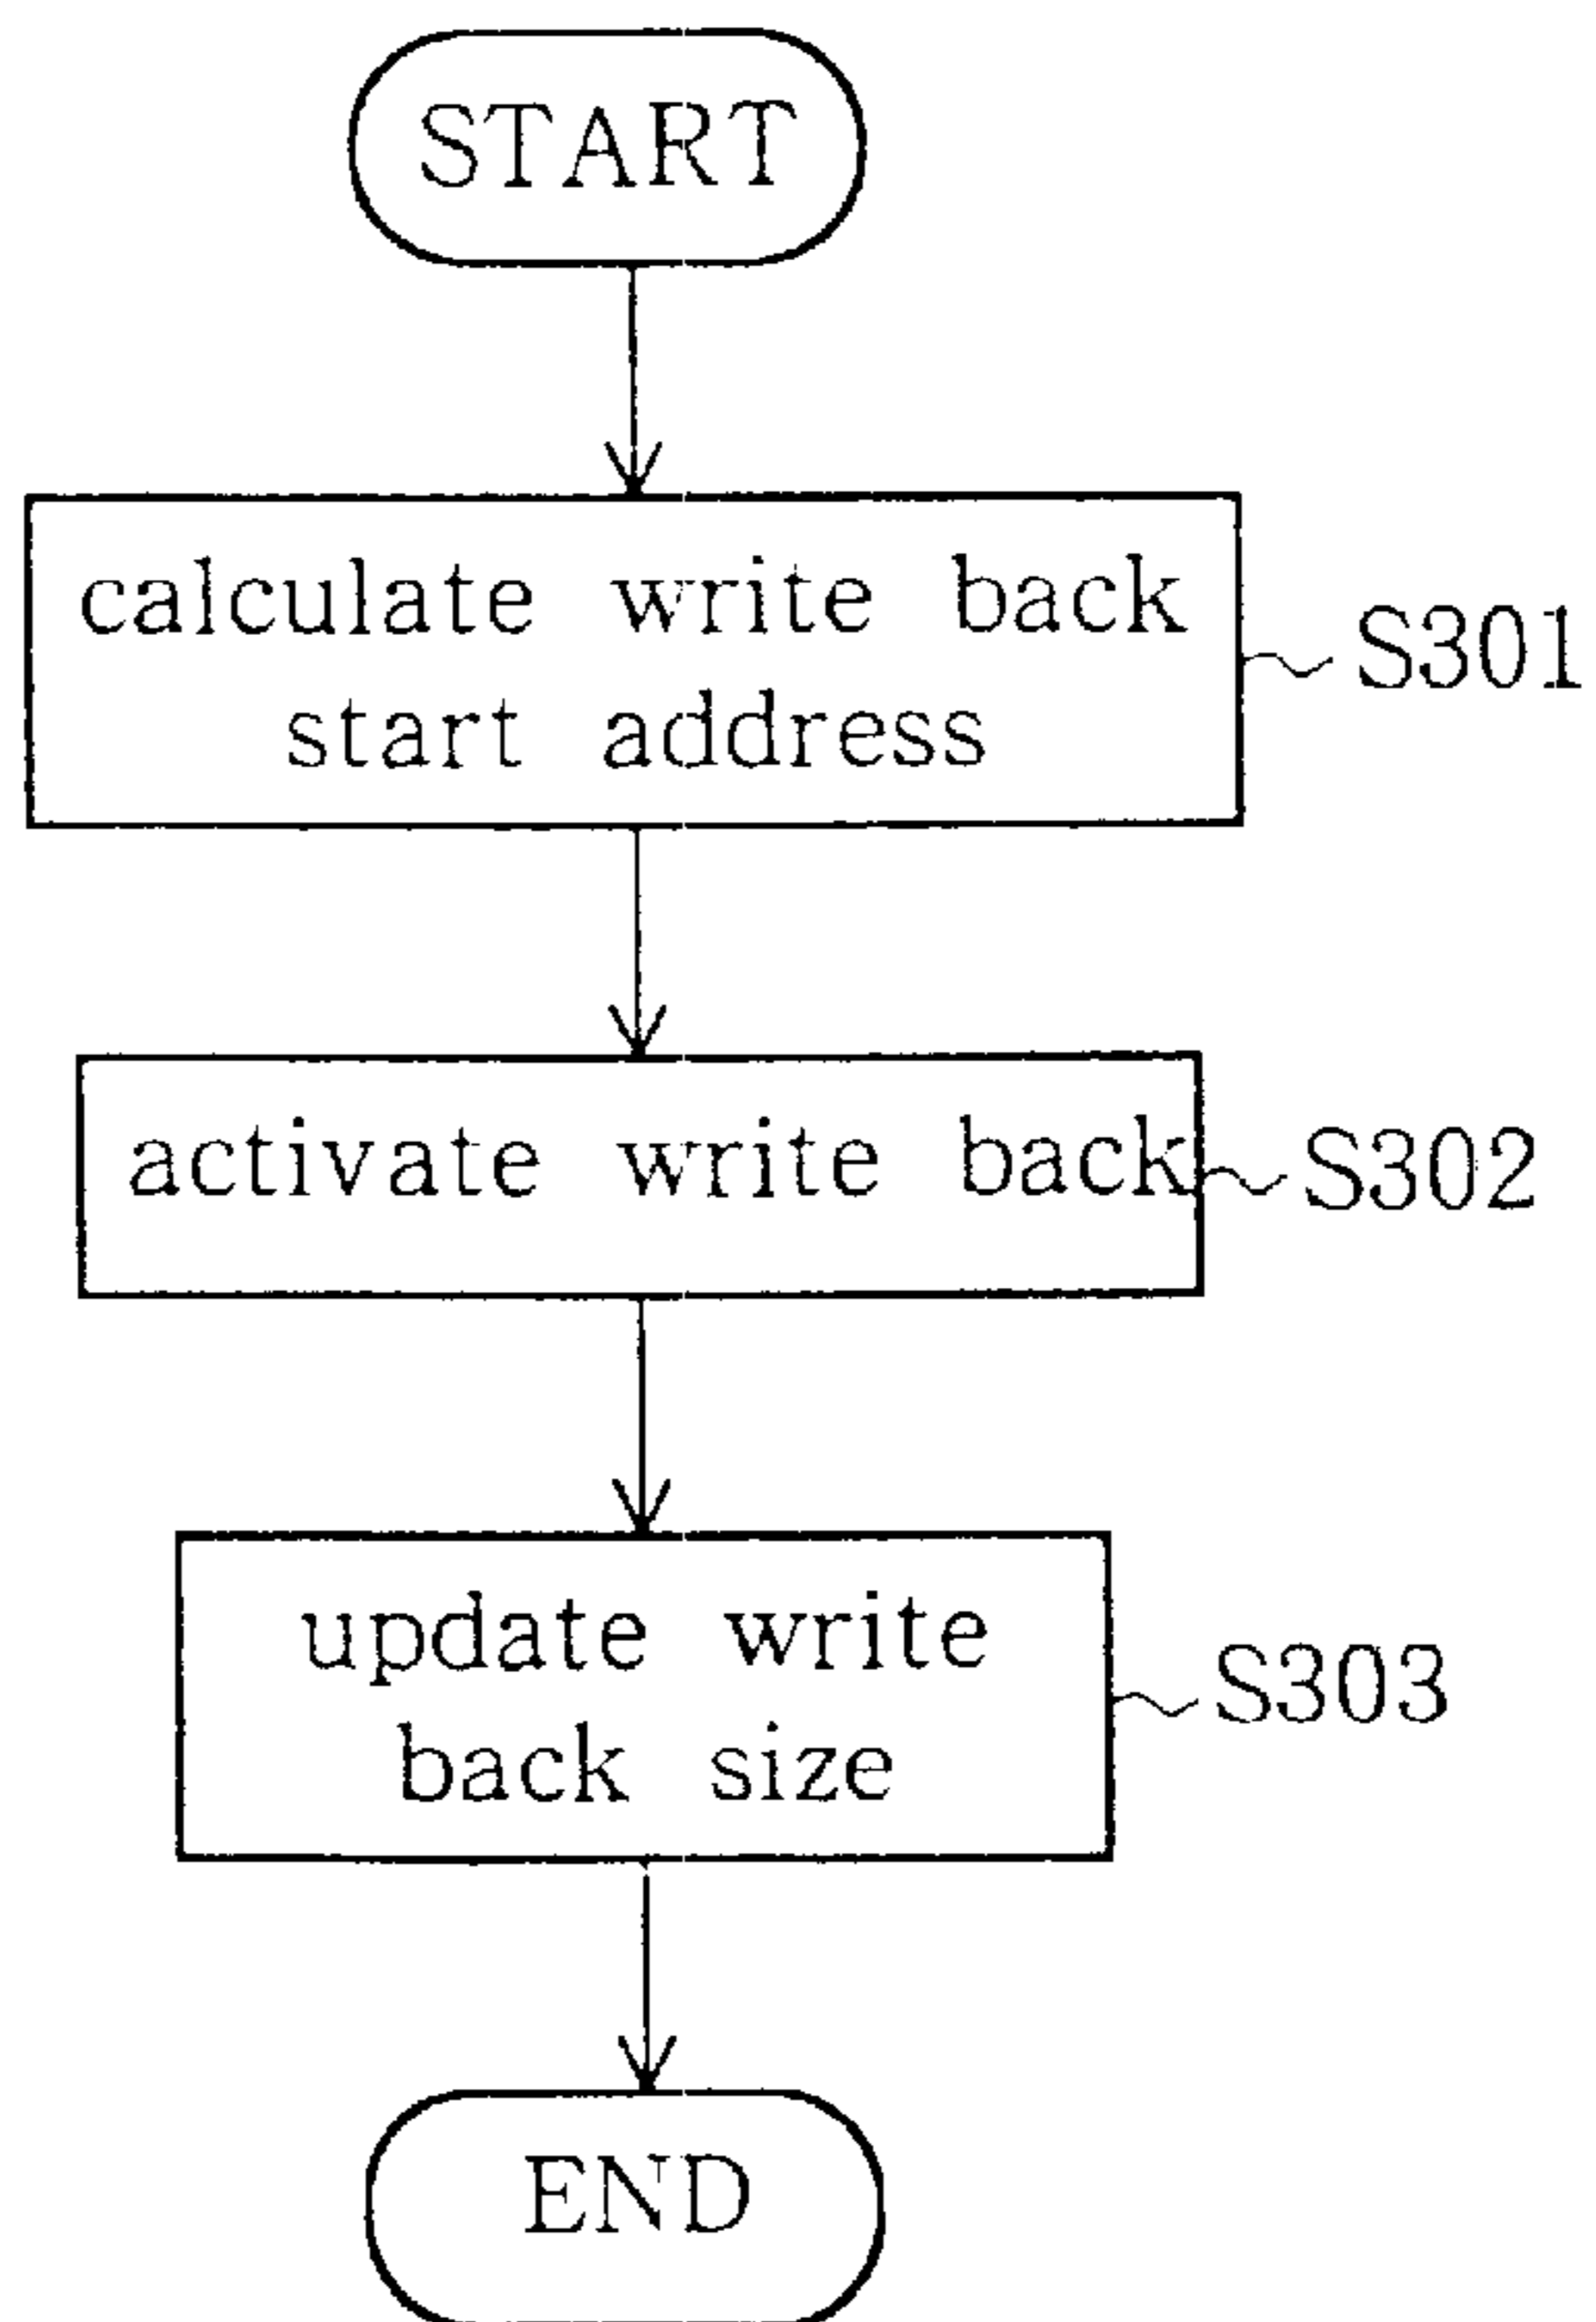 START
calculate write back
start address
S301
activate write back
S302
update write
back size
S303
END